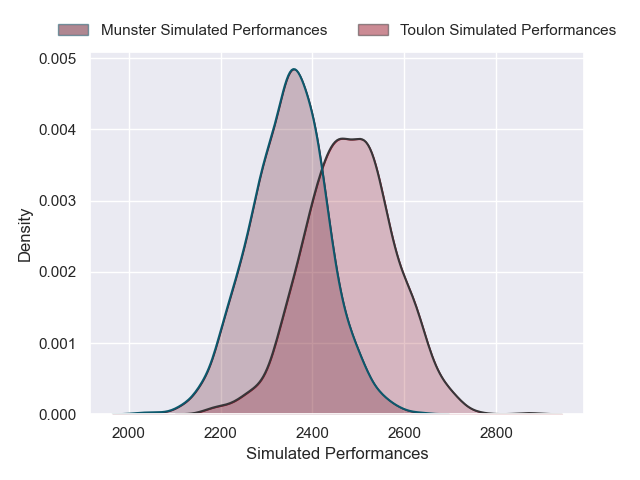 Munster Simulated Performances
Toulon Simulated Performances
0.005
0.004
0.003
0.002
0.001
0.000
Density
2000
2200
2400
2600
2800
Simulated Performances